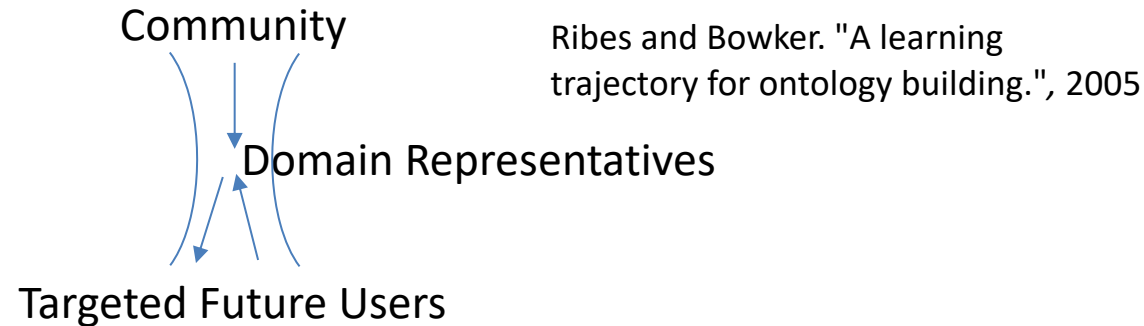 Community
Ribes and Bowker. "A learning
trajectory for ontology building.", 2005
Domain Representatives
Targeted Future Users